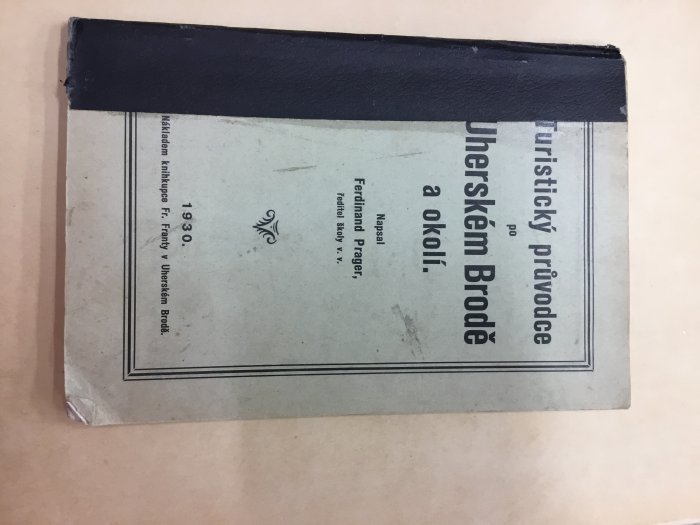 Turistický průvodce
po
Uherském Brodě
a okolí.
Napsal
Ferdinand Prager,
ředitel školy v. v.
1930.
Nákladem knihkupce Fr. Franty v Uherském Brodě.